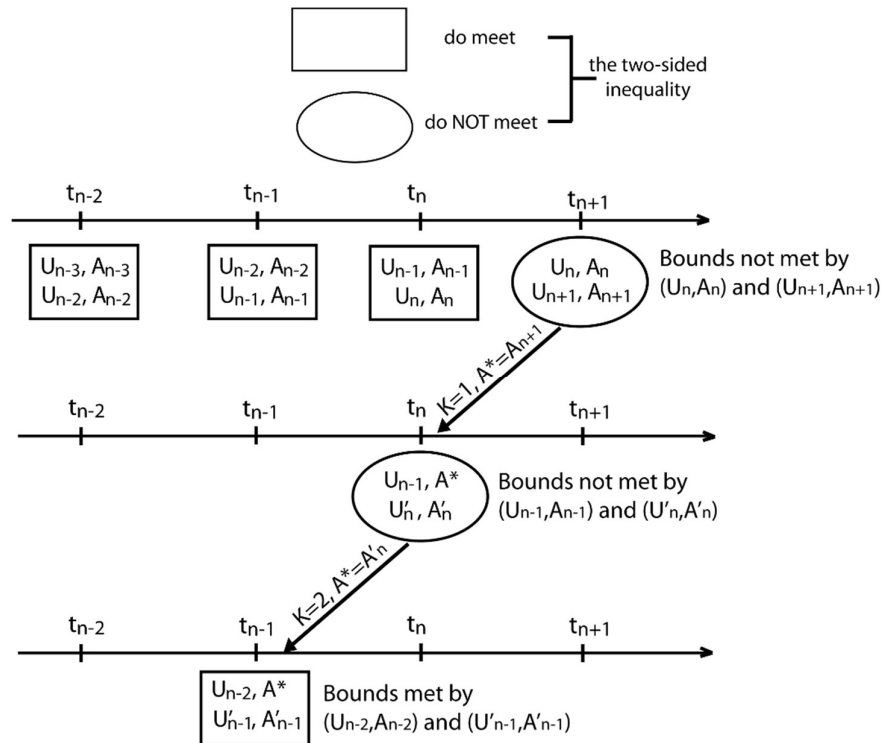 do meet
the two-sided
inequality
do NOT meet
tn-2 tn-1 tn tn+1
Un-3, An-3 Un-2, An-2 Un-1, An-1 Un, An Bounds not met by
Un-2, An-2 Un-1, An-1 Un, An Un+1, An+1 (Un,An) and (Un+1,An+1)
K=1, A*=An+1
tn-2 tn-1 tn tn+1
Un-1, A* Bounds not met by
U'n, A'n (Un-1,An-1) and (U'n,A'n)
K=2, A*=A'n
tn-2 tn-1 tn tn+1
Un-2, A* Bounds met by
U'n-1, A'n-1 (Un-2,An-2) and (U'n-1,A'n-1)